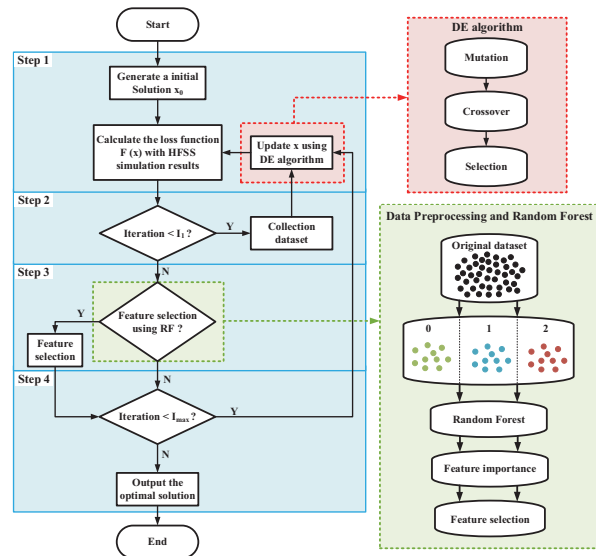 Start
Step 1
Generate a initial
Solution x₀
Calculate the loss function
F (x) with HFSS
simulation results
Update x using
DE algorithm
Step 2
Iteration < I₁ ?
Y
Collection
dataset
N
Step 3
Feature selection
using RF ?
Y
Feature
selection
N
Step 4
Iteration < Imax ?
Y
N
Output the
optimal solution
End
DE algorithm
Mutation
Crossover
Selection
Data Preprocessing and Random Forest
Original dataset
0 1 2
Random Forest
Feature importance
Feature selection